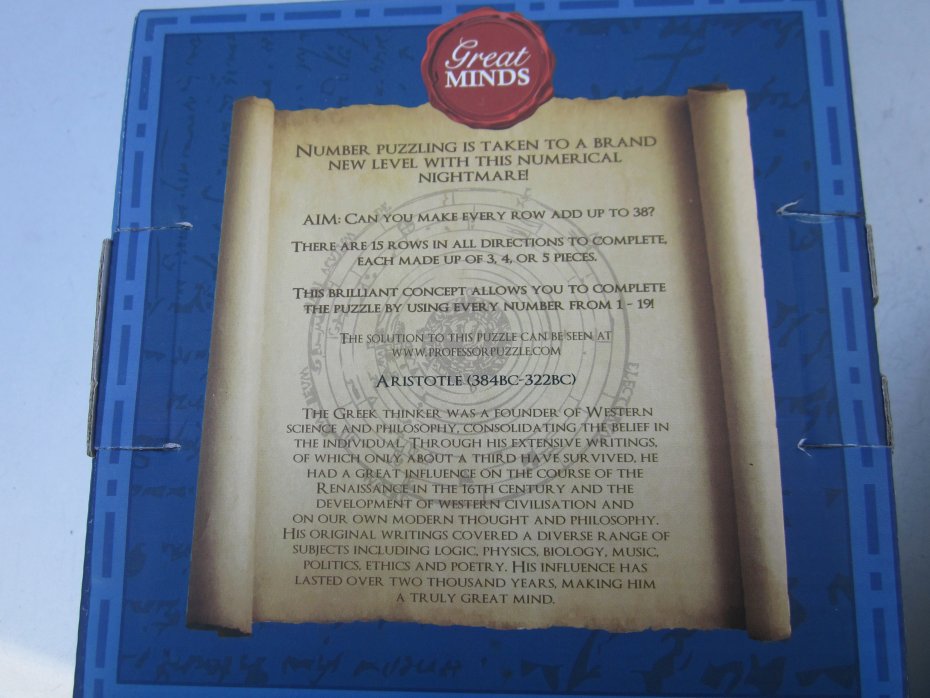 Great
MINDS
NUMBER PUZZLING IS TAKEN TO A BRAND
NEW LEVEL WITH THIS NUMERICAL
NIGHTMARE!
AIM: CAN YOU MAKE EVERY ROW ADD UP TO 38?
THERE ARE 15 ROWS IN ALL DIRECTIONS TO COMPLETE,
EACH MADE UP OF 3, 4, OR 5 PIECES.
THIS BRILLIANT CONCEPT ALLOWS YOU TO COMPLETE
THE PUZZLE BY USING EVERY NUMBER FROM 1 - 19!
THE SOLUTION TO THIS PUZZLE CAN BE SEEN AT
WWW.PROFESSORPUZZLE.COM
ARISTOTLE (384BC-322BC)
THE GREEK THINKER WAS A FOUNDER OF WESTERN
SCIENCE AND PHILOSOPHY, CONSOLIDATING THE BELIEF IN
THE INDIVIDUAL. THROUGH HIS EXTENSIVE WRITINGS,
OF WHICH ONLY ABOUT A THIRD HAVE SURVIVED, HE
HAD A GREAT INFLUENCE ON THE COURSE OF THE
RENAISSANCE IN THE 16TH CENTURY AND THE
DEVELOPMENT OF WESTERN CIVILISATION AND
ON OUR OWN MODERN THOUGHT AND PHILOSOPHY.
HIS ORIGINAL WRITINGS COVERED A DIVERSE RANGE OF
SUBJECTS INCLUDING LOGIC, PHYSICS, BIOLOGY, MUSIC,
POLITICS, ETHICS AND POETRY. HIS INFLUENCE HAS
LASTED OVER TWO THOUSAND YEARS, MAKING HIM
A TRULY GREAT MIND.